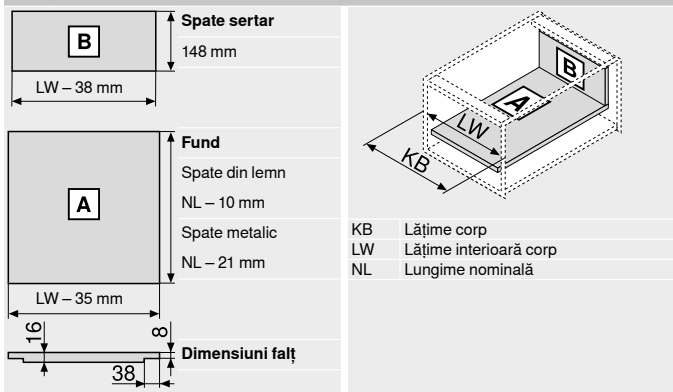 B
Spate sertar
148 mm
LW – 38 mm
A
Fund
Spate din lemn
NL – 10 mm
Spate metalic
NL – 21 mm
LW – 35 mm
16
8
Dimensiuni falț
38
B
A
LW
KB
KB Lățime corp
LW Lățime interioară corp
NL Lungime nominală